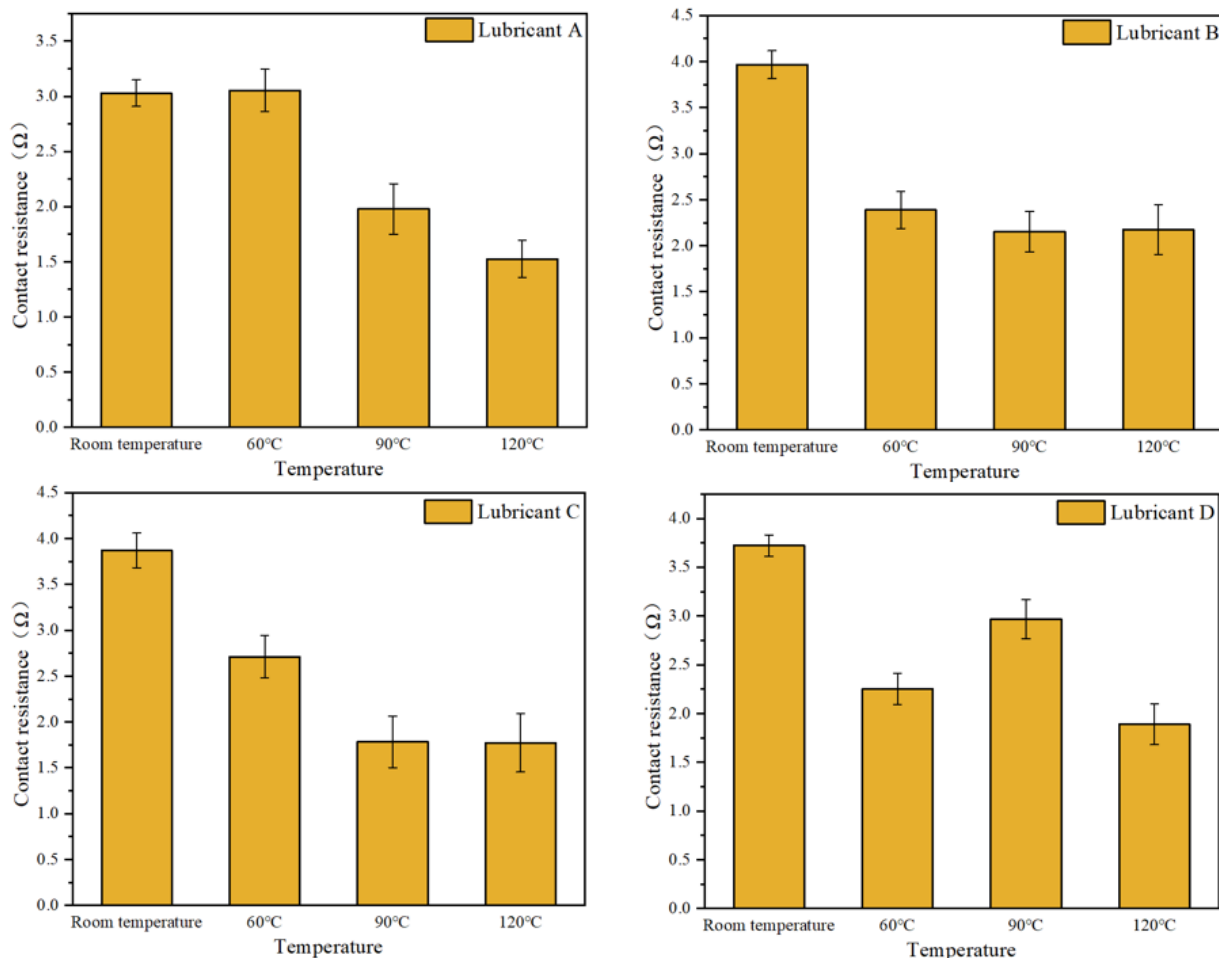 Lubricant A
Contact resistance（Ω）
3.5
3.0
2.5
2.0
1.5
1.0
0.5
0.0
Room temperature 60℃ 90℃ 120℃
Temperature
Lubricant B
Contact resistance（Ω）
4.5
4.0
3.5
3.0
2.5
2.0
1.5
1.0
0.5
0.0
Room temperature 60℃ 90℃ 120℃
Temperature
Lubricant C
Contact resistance（Ω）
4.5
4.0
3.5
3.0
2.5
2.0
1.5
1.0
0.5
0.0
Room temperature 60℃ 90℃ 120℃
Temperature
Lubricant D
Contact resistance（Ω）
4.0
3.5
3.0
2.5
2.0
1.5
1.0
0.5
0.0
Room temperature 60℃ 90℃ 120℃
Temperature